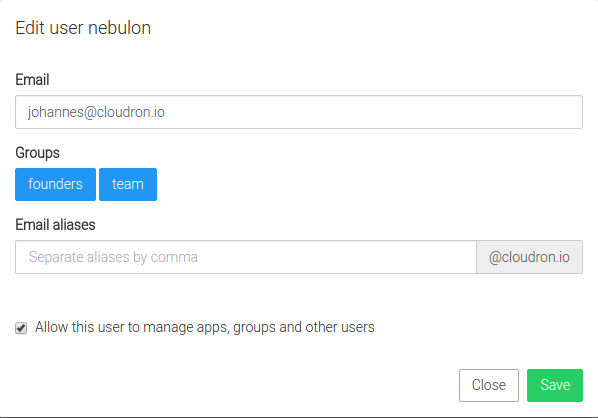 Edit user nebulon
Email
johannes@cloudron.io
Groups
founders team
Email aliases
Separate aliases by comma @cloudron.io
Allow this user to manage apps, groups and other users
Close Save